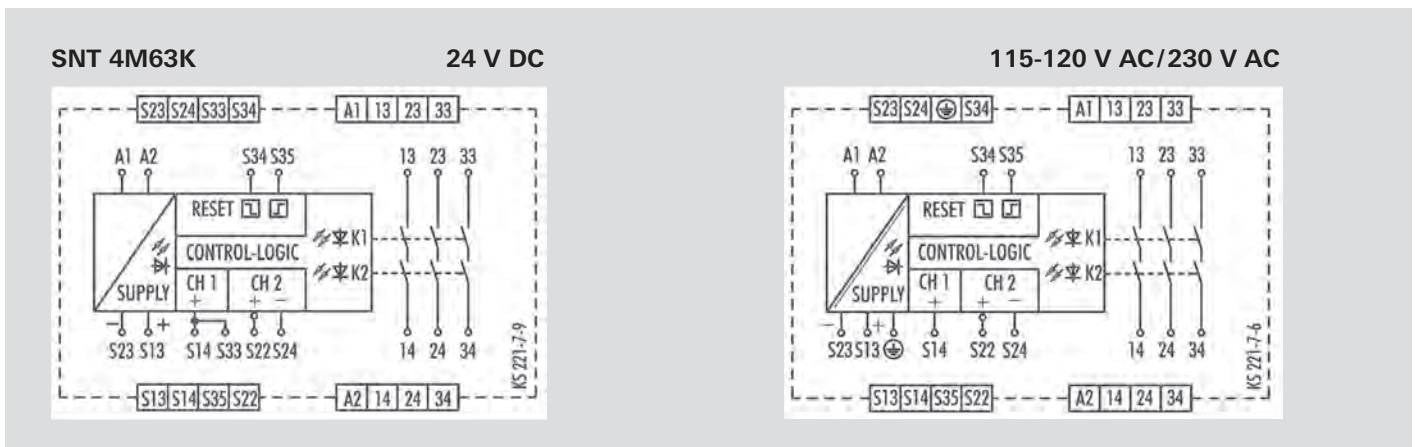 SNT 4M63K 24 V DC
S23 S24 S33 S34 A1 13 23 33
A1 A2 S34 S35 13 23 33
RESET
K1
CONTROL-LOGIC
K2
SUPPLY CH 1 CH 2
+ + −
− +
S23 S13 S14 S33 S22 S24 14 24 34
S13 S14 S35 S22 A2 14 24 34
KS 221-7-9
115-120 V AC/230 V AC
S23 S24 S34 A1 13 23 33
A1 A2 S34 S35 13 23 33
RESET
K1
CONTROL-LOGIC
K2
SUPPLY CH 1 CH 2
+ + −
− +
S23 S13 S14 S22 S24 14 24 34
S13 S14 S35 S22 A2 14 24 34
KS 221-7-6